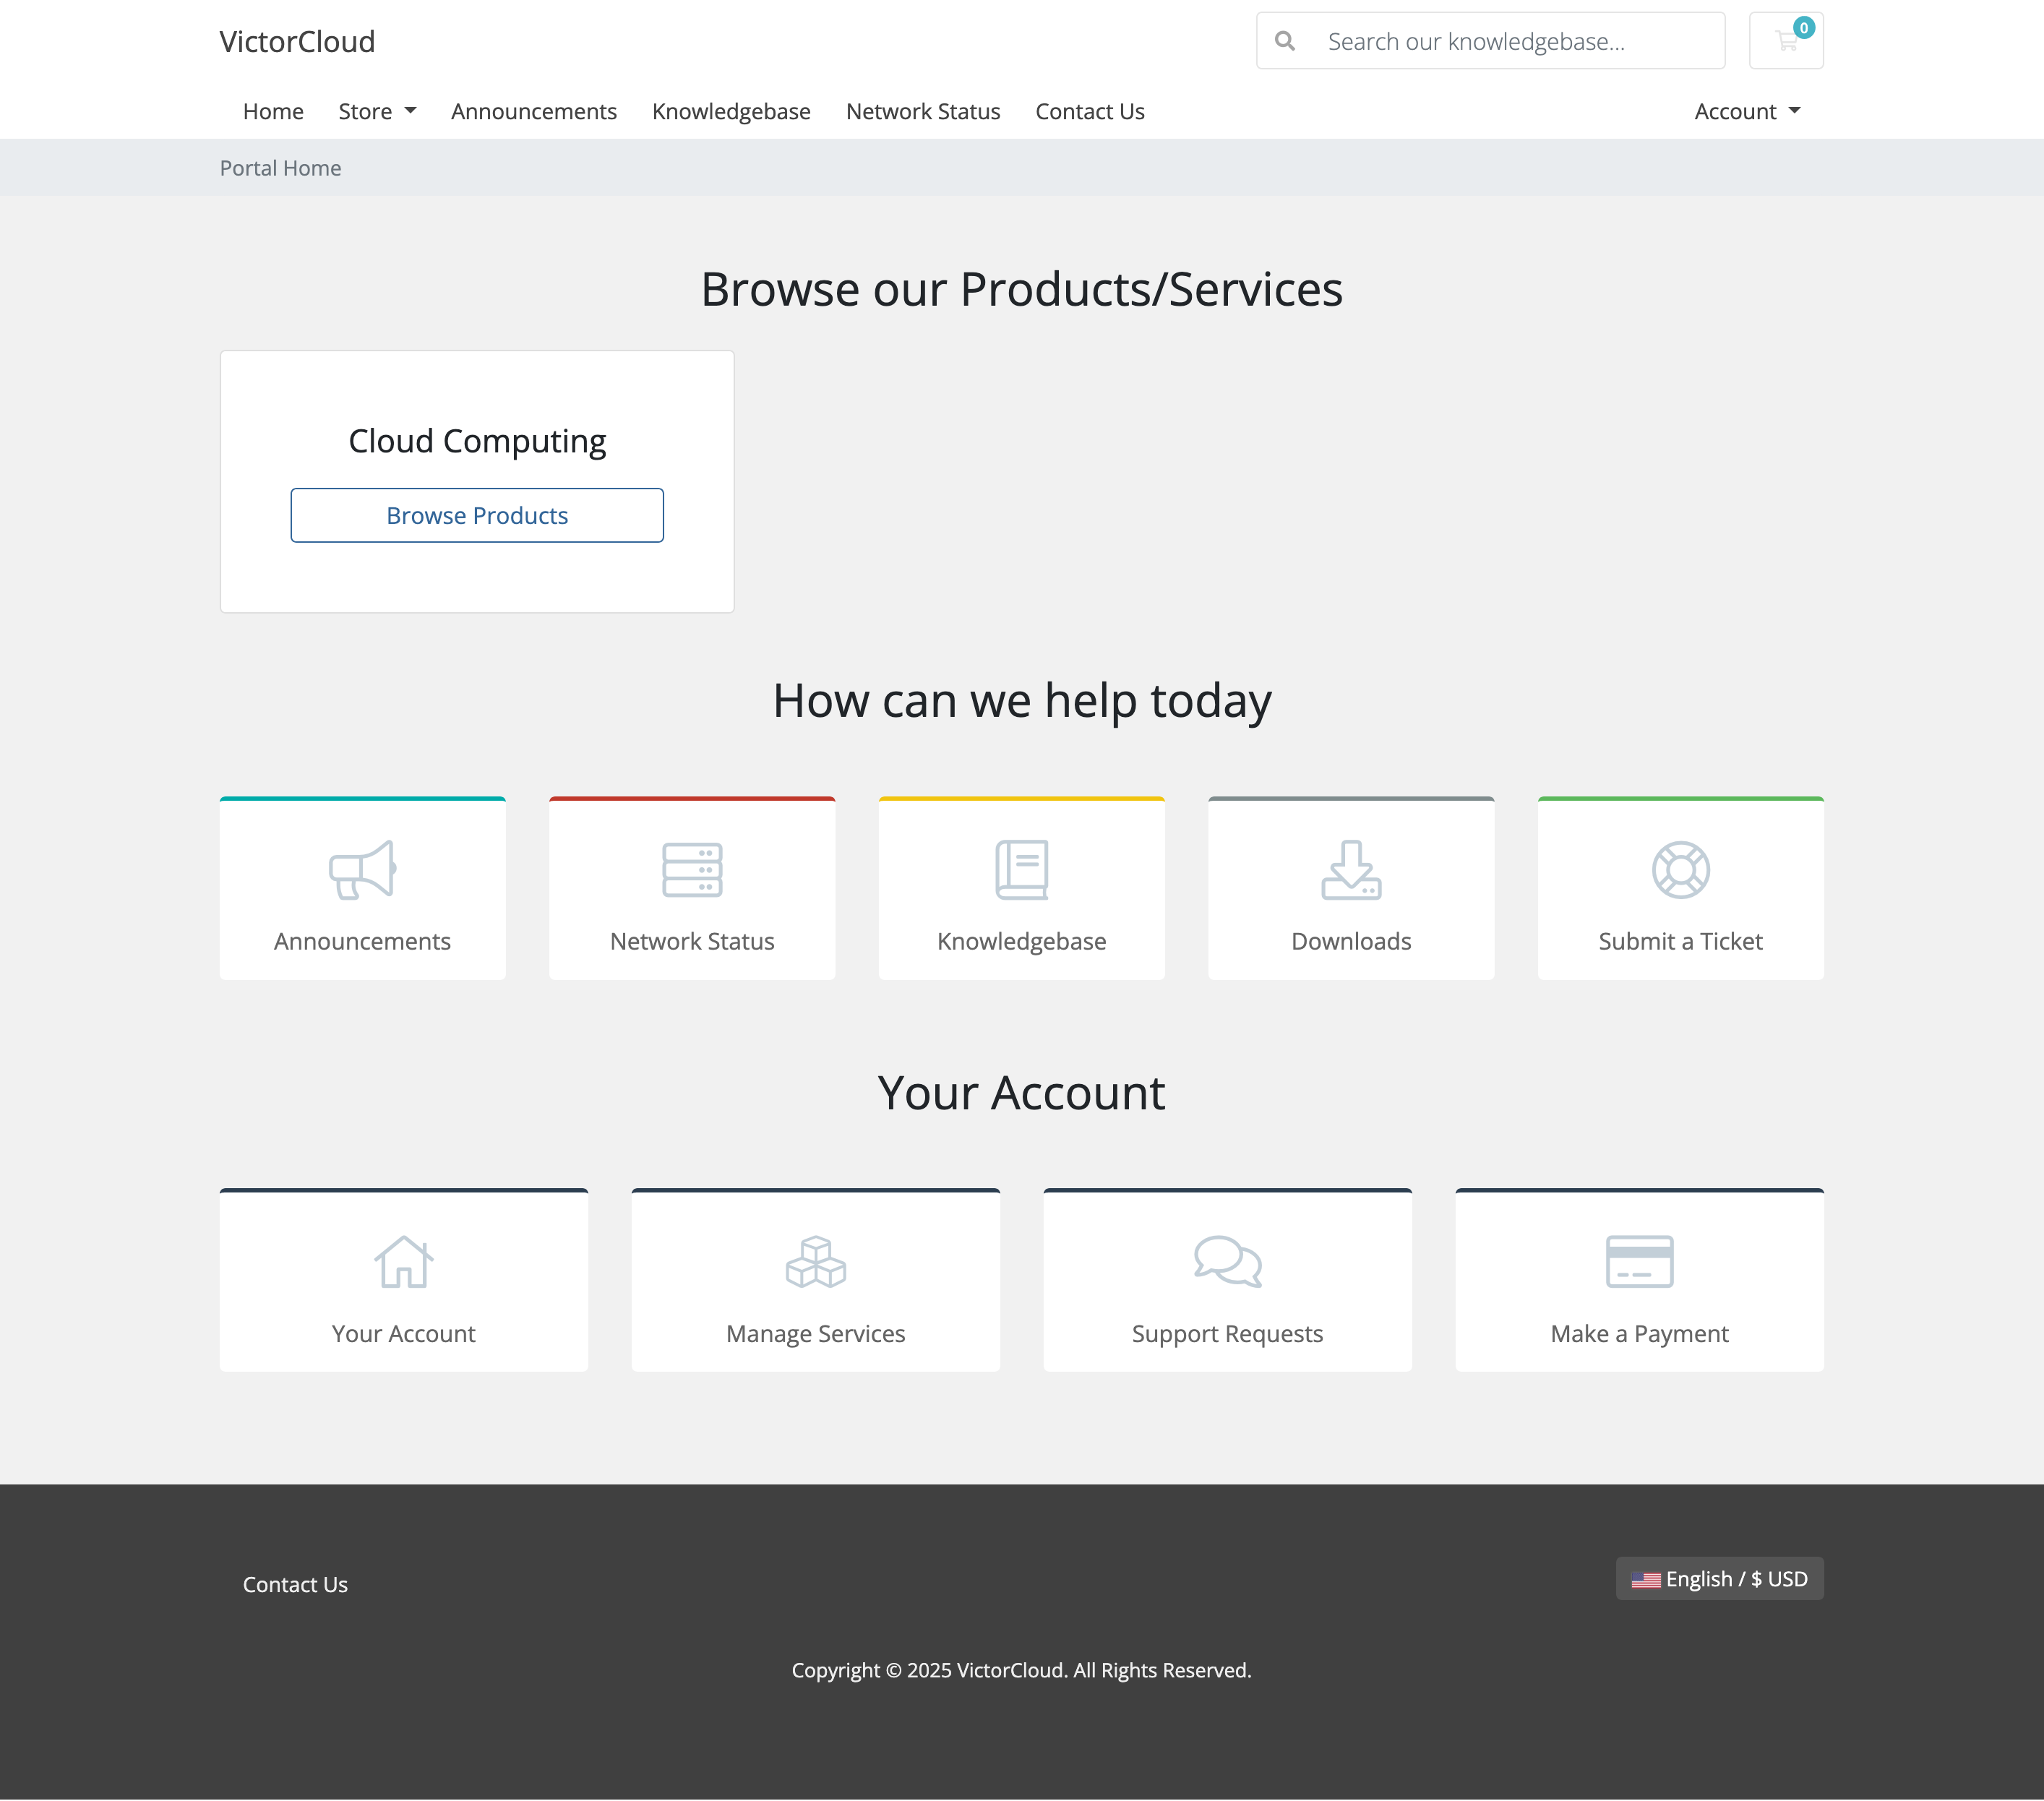 VictorCloud
Search our knowledgebase...
0
Home Store Announcements Knowledgebase Network Status Contact Us Account
Portal Home
Browse our Products/Services
Cloud Computing
Browse Products
How can we help today
Announcements Network Status Knowledgebase Downloads Submit a Ticket
Your Account
Your Account Manage Services Support Requests Make a Payment
Contact Us
English / $ USD
Copyright © 2025 VictorCloud. All Rights Reserved.